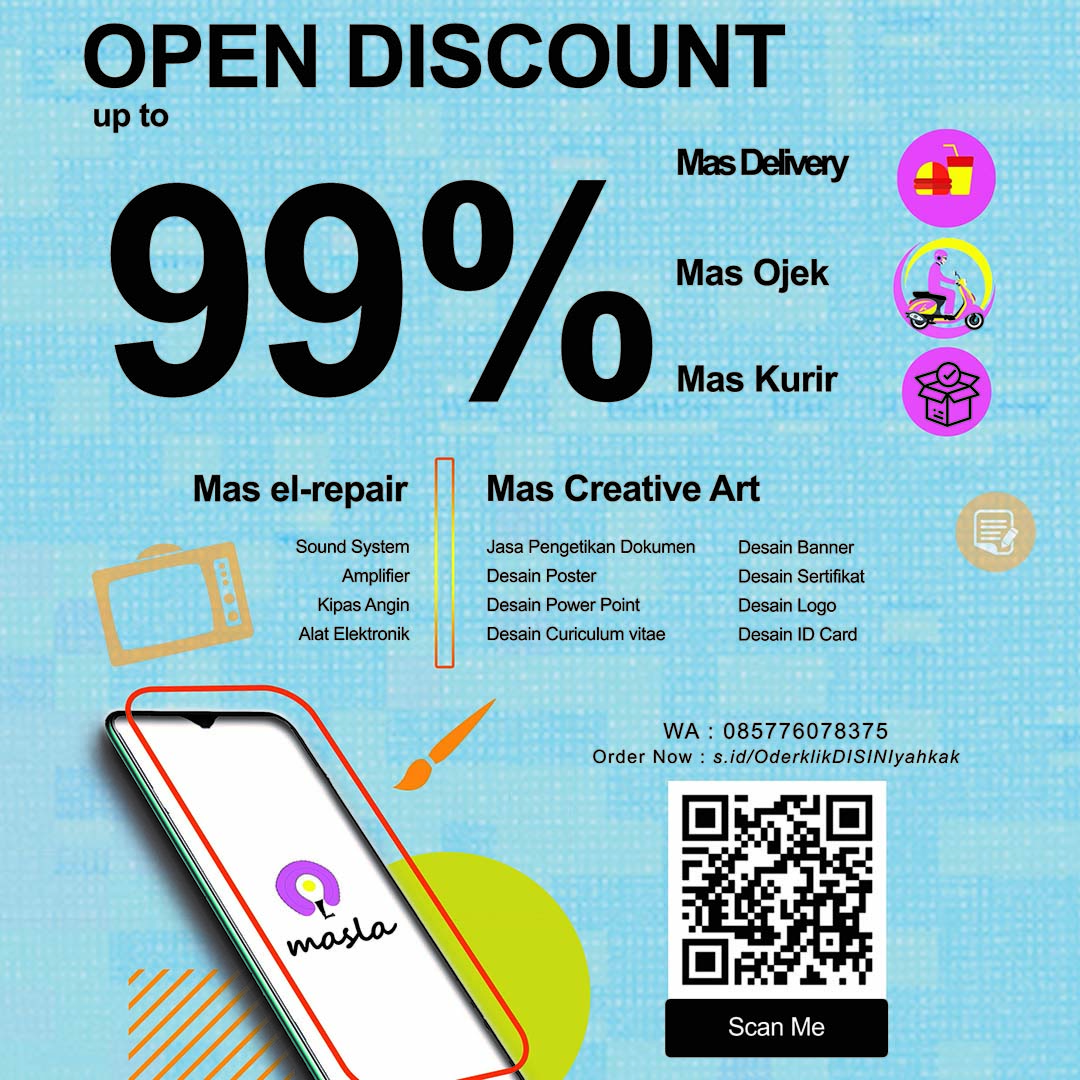 OPEN DISCOUNT
up to
99%
Mas Delivery
Mas Ojek
Mas Kurir
Mas el-repair
Sound System
Amplifier
Kipas Angin
Alat Elektronik
Mas Creative Art
Jasa Pengetikan Dokumen
Desain Poster
Desain Power Point
Desain Curiculum vitae
Desain Banner
Desain Sertifikat
Desain Logo
Desain ID Card
WA : 085776078375
Order Now : s.id/OderklikDISINIyahkak
masla
Scan Me